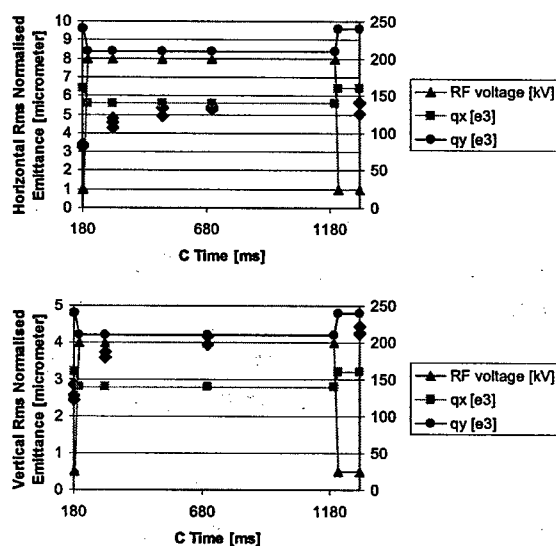 Horizontal Rms Normalised
Emittance [micrometer]
10
9
8
7
6
5
4
3
2
1
0
250
200
150
100
50
0
180
680
1180
C Time [ms]
RF voltage [kV]
qx [e3]
qy [e3]
Vertical Rms Normalised
Emittance [micrometer]
5
4
3
2
1
0
250
200
150
100
50
0
180
680
1180
C Time [ms]
RF voltage [kV]
qx [e3]
qy [e3]